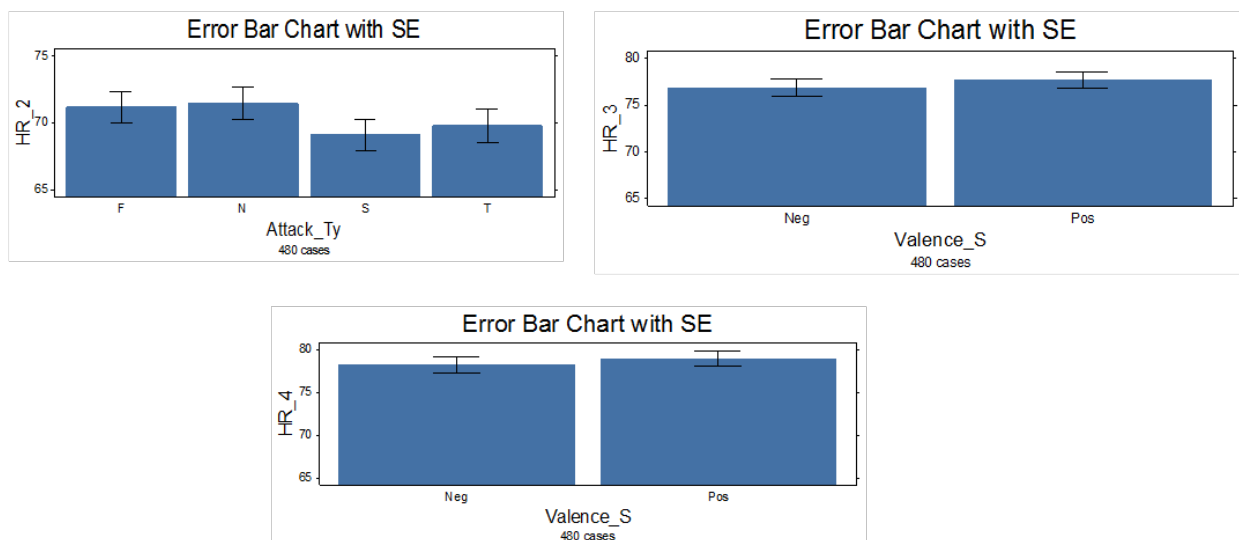 Error Bar Chart with SE
75
70
65
HR_2
F N S T
Attack_Ty
480 cases
Error Bar Chart with SE
80
75
70
65
HR_3
Neg Pos
Valence_S
480 cases
Error Bar Chart with SE
80
75
70
65
HR_4
Neg Pos
Valence_S
480 cases